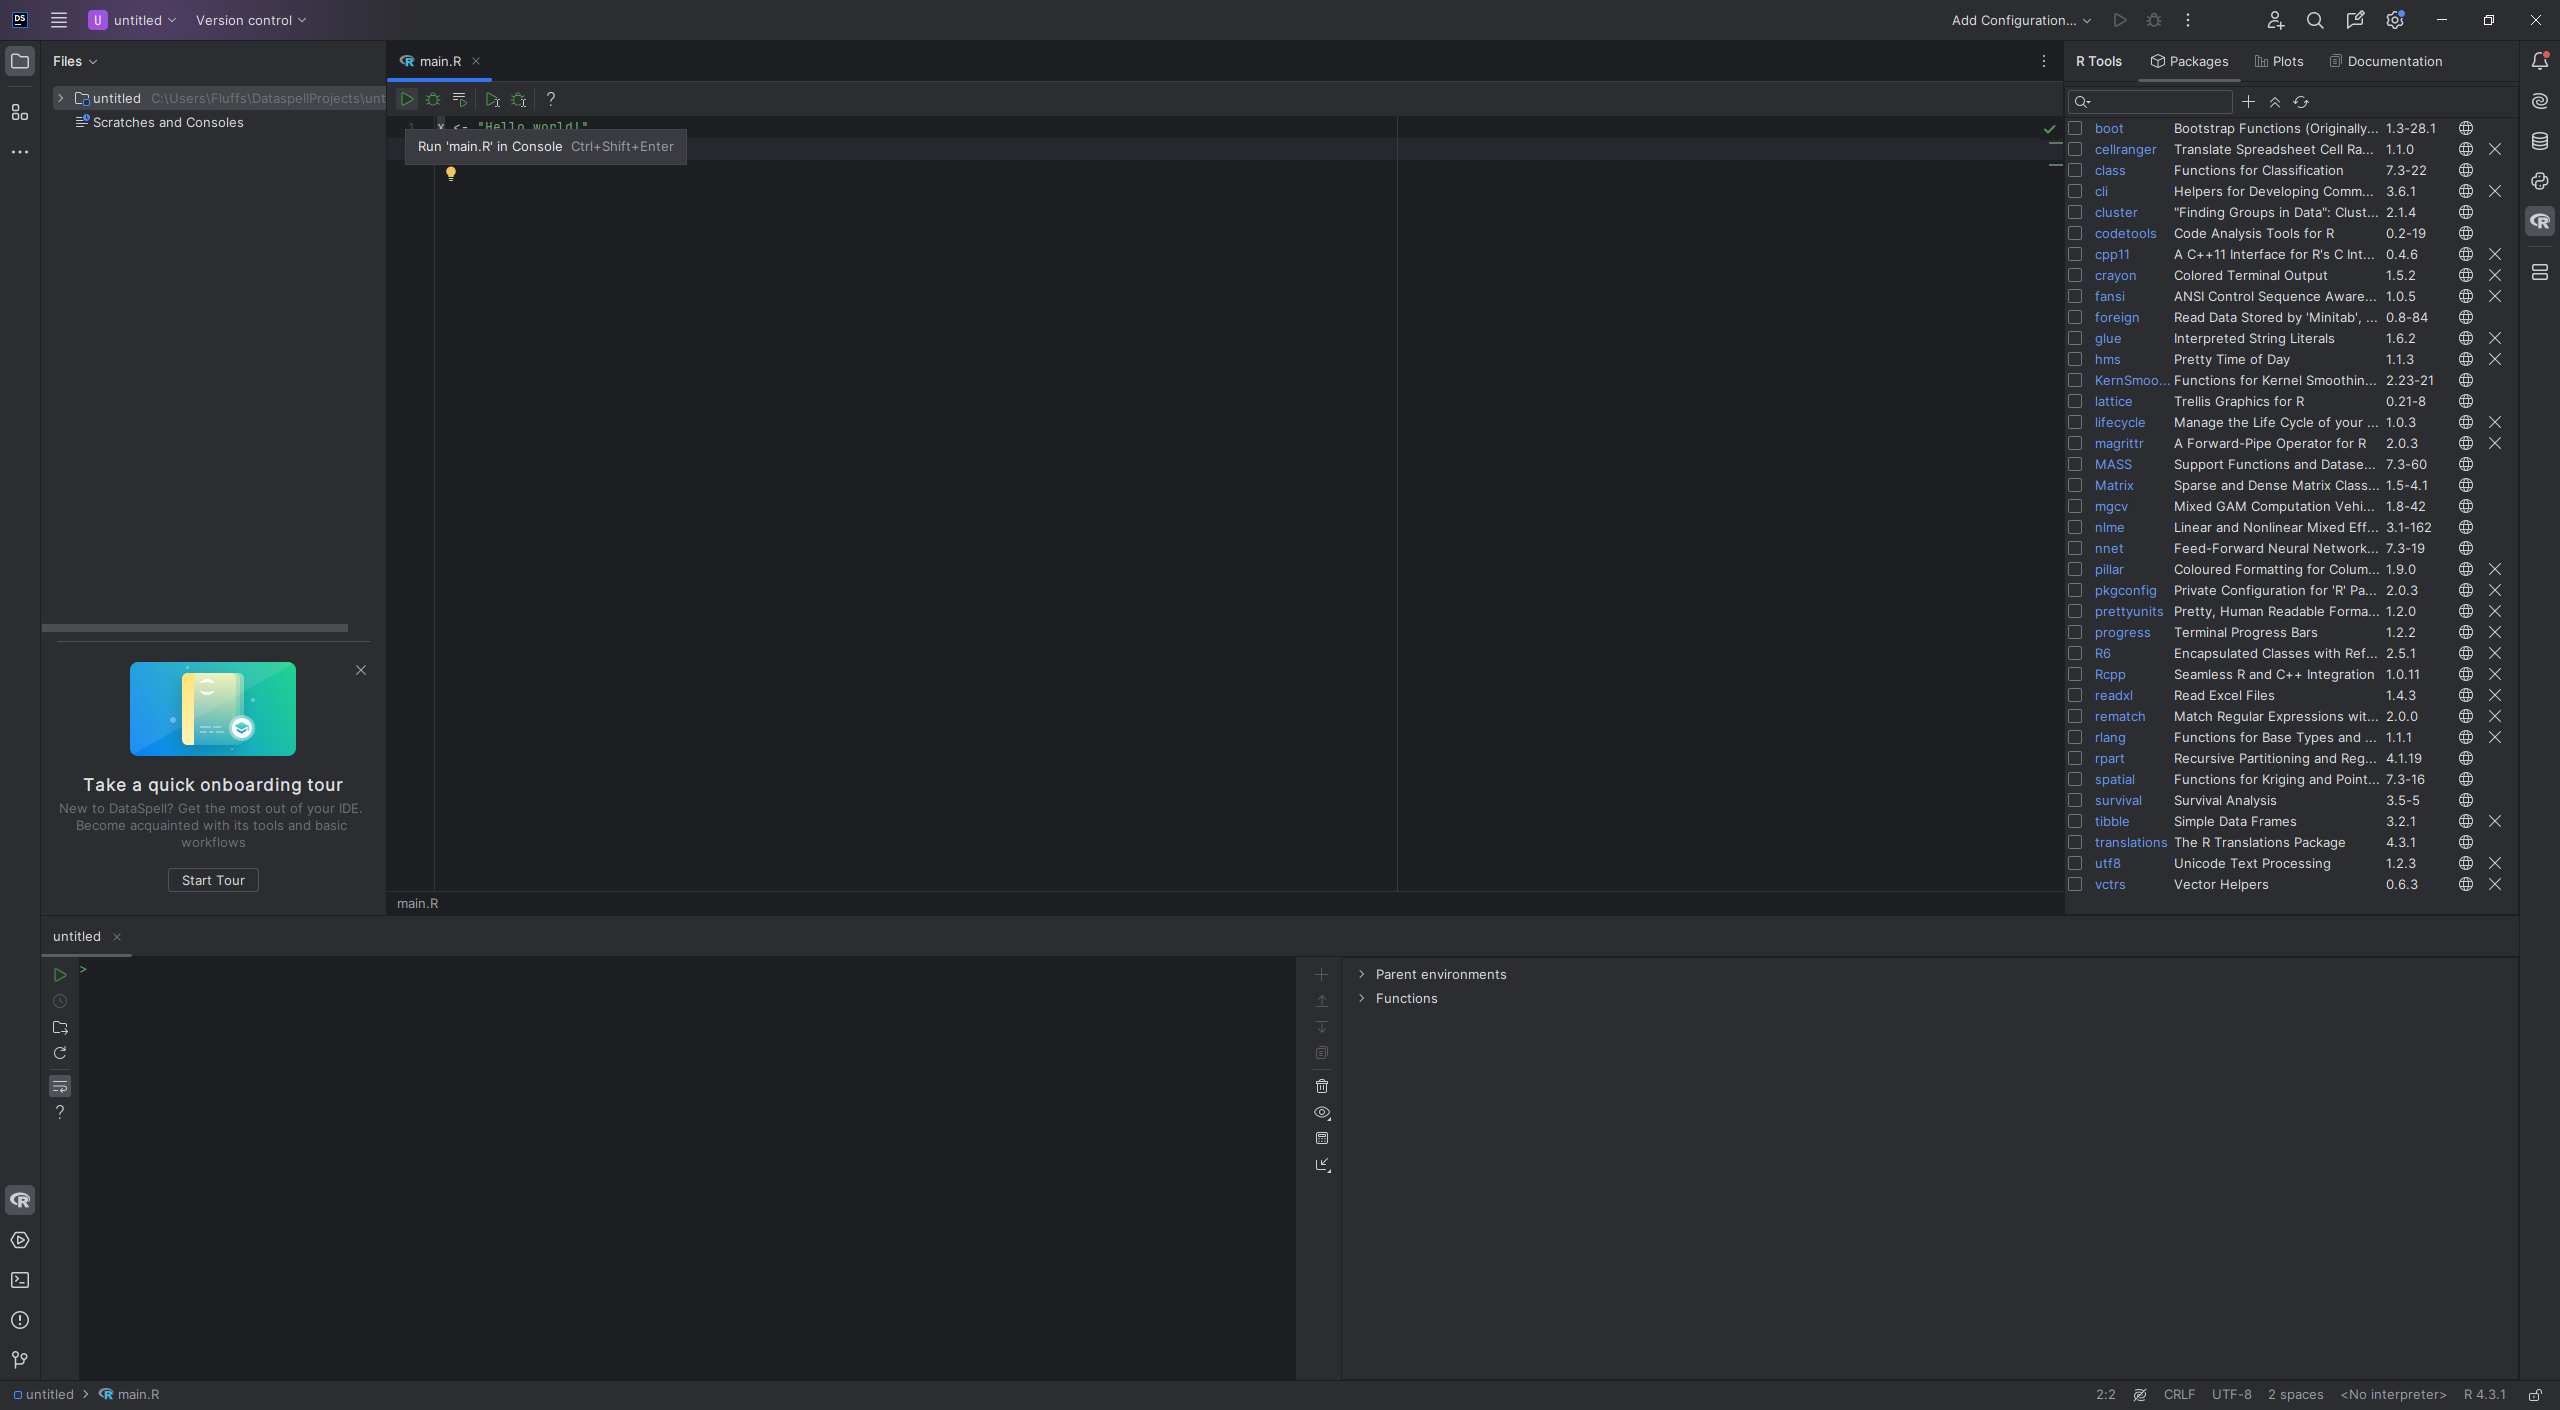 DS
U untitled Version control
Add Configuration...
Files
untitled C:\Users\Fluffs\DataspellProjects\unt
Scratches and Consoles
main.R
1 x <- "Hello world!"
Run 'main.R' in Console Ctrl+Shift+Enter
R Tools Packages Plots Documentation
boot Bootstrap Functions (Originally... 1.3-28.1
cellranger Translate Spreadsheet Cell Ra... 1.1.0
class Functions for Classification 7.3-22
cli Helpers for Developing Comm... 3.6.1
cluster "Finding Groups in Data": Clust... 2.1.4
codetools Code Analysis Tools for R 0.2-19
cpp11 A C++11 Interface for R's C Int... 0.4.6
crayon Colored Terminal Output 1.5.2
fansi ANSI Control Sequence Aware... 1.0.5
foreign Read Data Stored by 'Minitab', ... 0.8-84
glue Interpreted String Literals 1.6.2
hms Pretty Time of Day 1.1.3
KernSmoo... Functions for Kernel Smoothin... 2.23-21
lattice Trellis Graphics for R 0.21-8
lifecycle Manage the Life Cycle of your ... 1.0.3
magrittr A Forward-Pipe Operator for R 2.0.3
MASS Support Functions and Datase... 7.3-60
Matrix Sparse and Dense Matrix Class... 1.5-4.1
mgcv Mixed GAM Computation Vehi... 1.8-42
nlme Linear and Nonlinear Mixed Eff... 3.1-162
nnet Feed-Forward Neural Network... 7.3-19
pillar Coloured Formatting for Colum... 1.9.0
pkgconfig Private Configuration for 'R' Pa... 2.0.3
prettyunits Pretty, Human Readable Forma... 1.2.0
progress Terminal Progress Bars 1.2.2
R6 Encapsulated Classes with Ref... 2.5.1
Rcpp Seamless R and C++ Integration 1.0.11
readxl Read Excel Files 1.4.3
rematch Match Regular Expressions wit... 2.0.0
rlang Functions for Base Types and ... 1.1.1
rpart Recursive Partitioning and Reg... 4.1.19
spatial Functions for Kriging and Point... 7.3-16
survival Survival Analysis 3.5-5
tibble Simple Data Frames 3.2.1
translations The R Translations Package 4.3.1
utf8 Unicode Text Processing 1.2.3
vctrs Vector Helpers 0.6.3
Take a quick onboarding tour
New to DataSpell? Get the most out of your IDE.
Become acquainted with its tools and basic
workflows
Start Tour
main.R
untitled
>
Parent environments
Functions
untitled > main.R
2:2 CRLF UTF-8 2 spaces <No interpreter> R 4.3.1